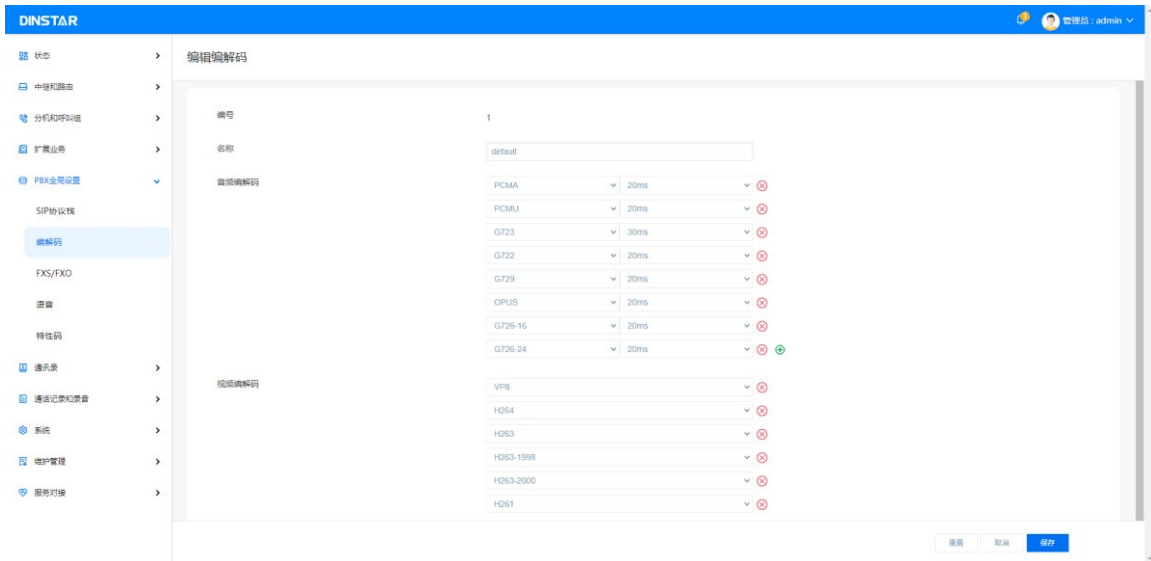 DINSTAR
管理员 : admin
状态
编辑编解码
中继和路由
分机和呼叫组
编号
1
扩展业务
名称
default
PBX全局设置
音频编解码
PCMA 20ms
SIP协议栈
PCMU 20ms
G723 30ms
编解码
G722 20ms
FXS/FXO
G729 20ms
语音
OPUS 20ms
G726-16 20ms
特性码
G726-24 20ms
通讯录
视频编解码
VP8
通话记录和录音
H264
系统
H263
H263-1998
维护管理
H263-2000
服务对接
H261
重置
取消
保存